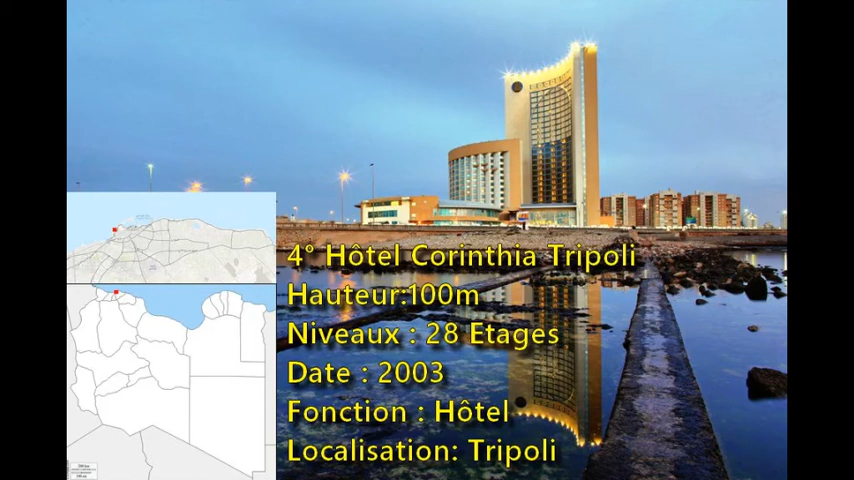 4° Hôtel Corinthia Tripoli
Hauteur:100m
Niveaux : 28 Etages
Date : 2003
Fonction : Hôtel
Localisation: Tripoli